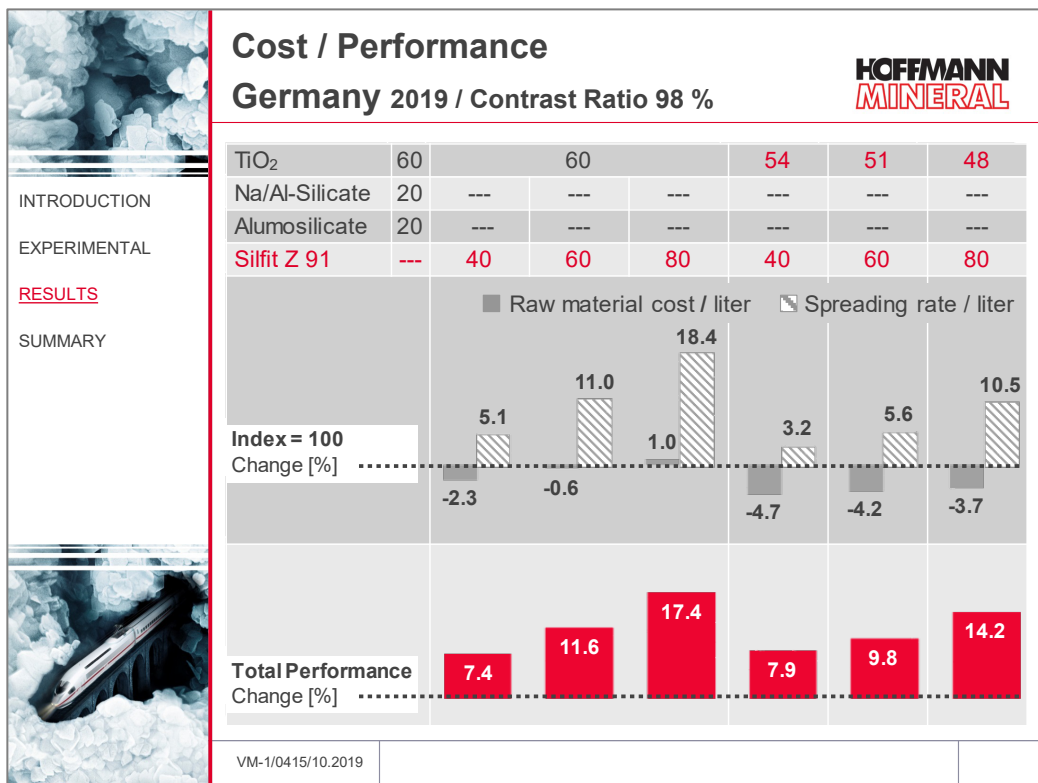 Cost / Performance
Germany 2019 / Contrast Ratio 98 %
HOFFMANN
MINERAL
INTRODUCTION
EXPERIMENTAL
RESULTS
SUMMARY
TiO₂ 60 60 54 51 48
Na/Al-Silicate 20 --- --- --- --- --- ---
Alumosilicate 20 --- --- --- --- --- ---
Silfit Z 91 --- 40 60 80 40 60 80
Raw material cost / liter Spreading rate / liter
18.4
11.0 10.5
5.1 1.0 3.2 5.6
Index = 100
Change [%]
-2.3 -0.6 -4.7 -4.2 -3.7
7.4 11.6 17.4 7.9 9.8 14.2
Total Performance
Change [%]
VM-1/0415/10.2019